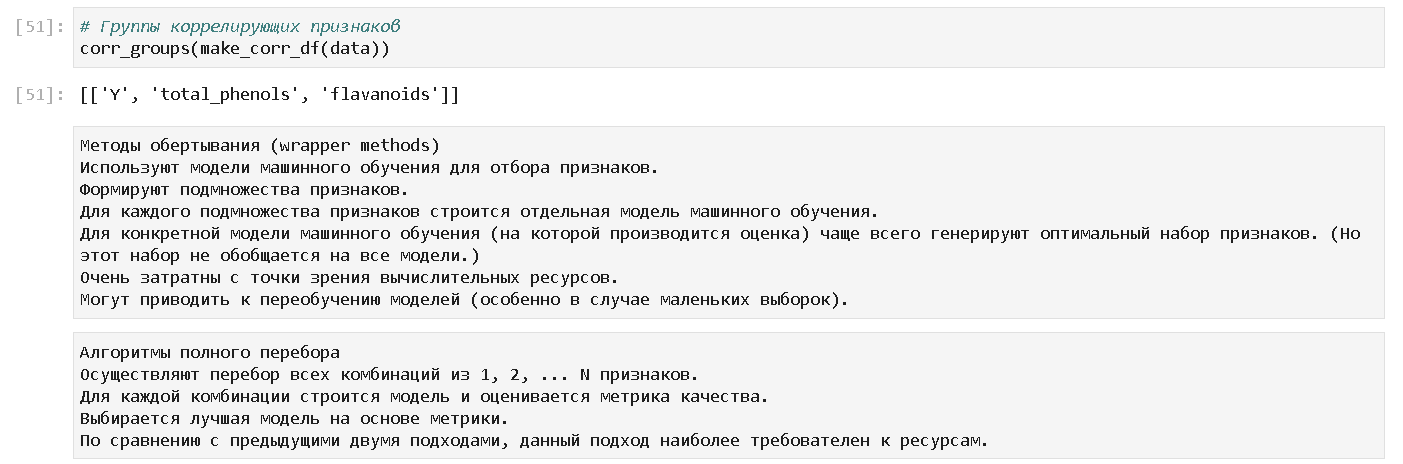 [51]: # Группы коррелирующих признаков
corr_groups(make_corr_df(data))
[51]: [['Y', 'total_phenols', 'flavanoids']]
Методы обертывания (wrapper methods)
Используют модели машинного обучения для отбора признаков.
Формируют подмножества признаков.
Для каждого подмножества признаков строится отдельная модель машинного обучения.
Для конкретной модели машинного обучения (на которой производится оценка) чаще всего генерируют оптимальный набор признаков. (Но
этот набор не обобщается на все модели.)
Очень затратны с точки зрения вычислительных ресурсов.
Могут приводить к переобучению моделей (особенно в случае маленьких выборок).
Алгоритмы полного перебора
Осуществляют перебор всех комбинаций из 1, 2, ... N признаков.
Для каждой комбинации строится модель и оценивается метрика качества.
Выбирается лучшая модель на основе метрики.
По сравнению с предыдущими двумя подходами, данный подход наиболее требователен к ресурсам.